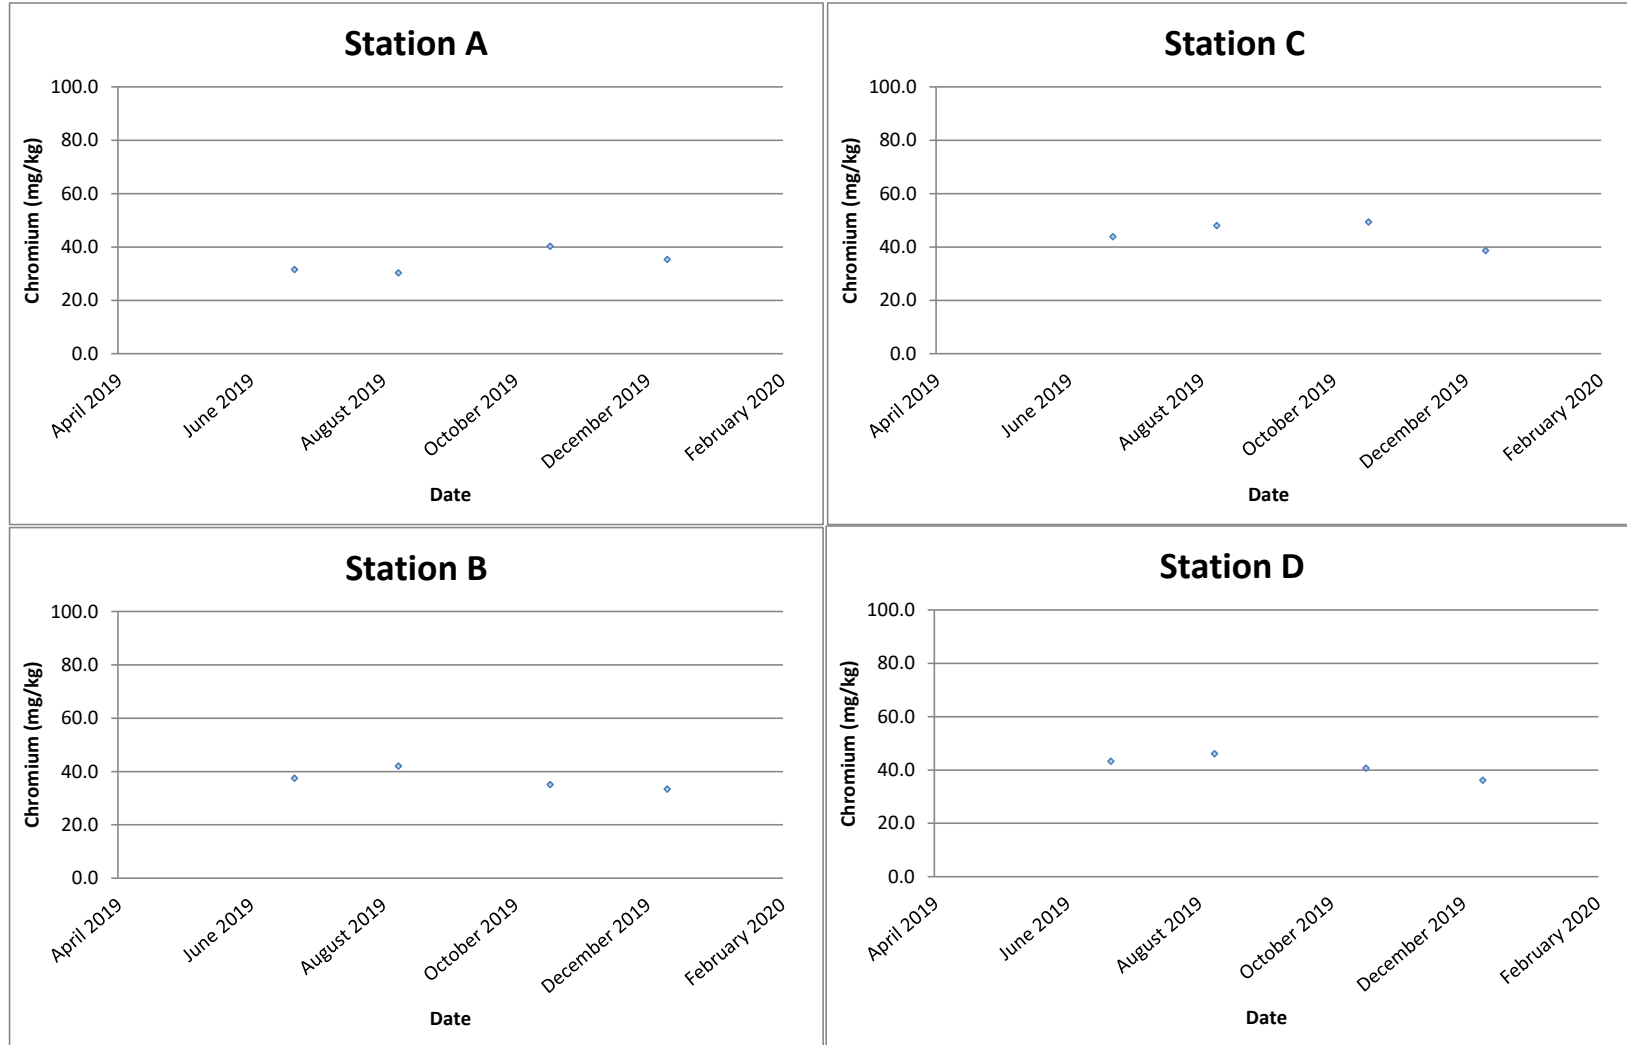 Station A
100.0
80.0
60.0
40.0
20.0
0.0
Chromium (mg/kg)
April 2019
June 2019
August 2019
October 2019
December 2019
February 2020
Date
Station C
100.0
80.0
60.0
40.0
20.0
0.0
Chromium (mg/kg)
April 2019
June 2019
August 2019
October 2019
December 2019
February 2020
Date
Station B
100.0
80.0
60.0
40.0
20.0
0.0
Chromium (mg/kg)
April 2019
June 2019
August 2019
October 2019
December 2019
February 2020
Date
Station D
100.0
80.0
60.0
40.0
20.0
0.0
Chromium (mg/kg)
April 2019
June 2019
August 2019
October 2019
December 2019
February 2020
Date